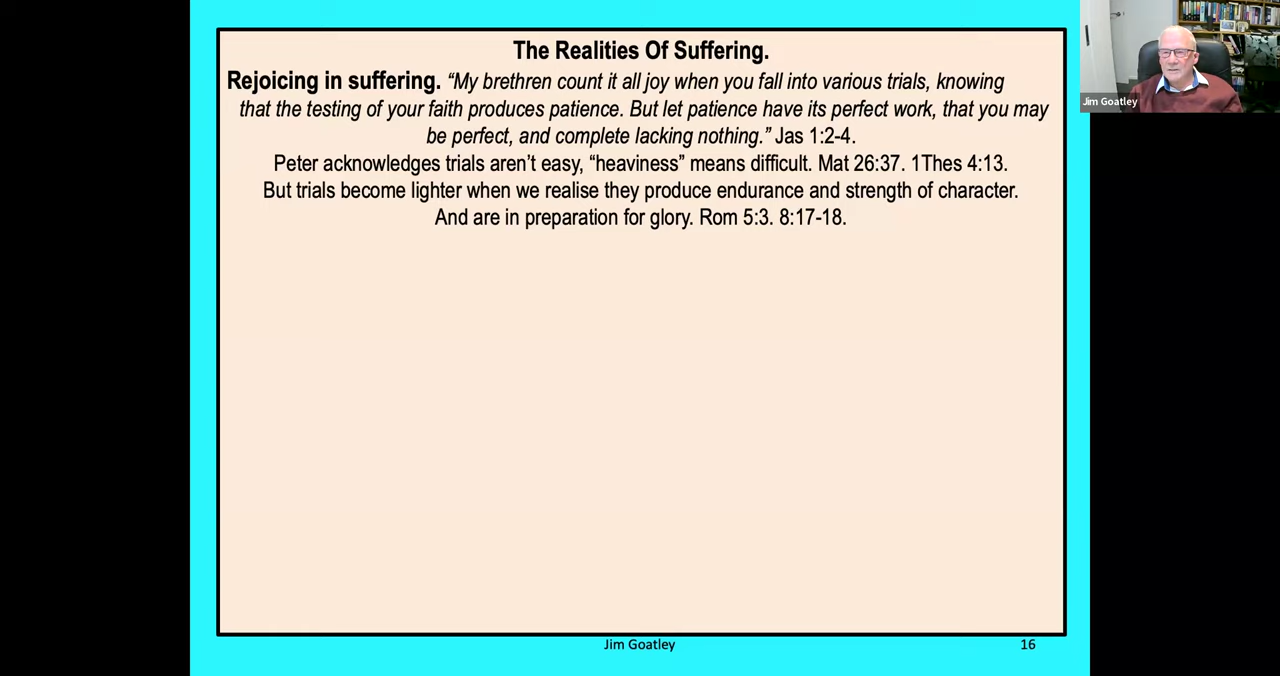 The Realities Of Suffering.
Rejoicing in suffering. “My brethren count it all joy when you fall into various trials, knowing
that the testing of your faith produces patience. But let patience have its perfect work, that you may
be perfect, and complete lacking nothing.” Jas 1:2-4.
Peter acknowledges trials aren’t easy, “heaviness” means difficult. Mat 26:37. 1Thes 4:13.
But trials become lighter when we realise they produce endurance and strength of character.
And are in preparation for glory. Rom 5:3. 8:17-18.
Jim Goatley
16
Jim Goatley